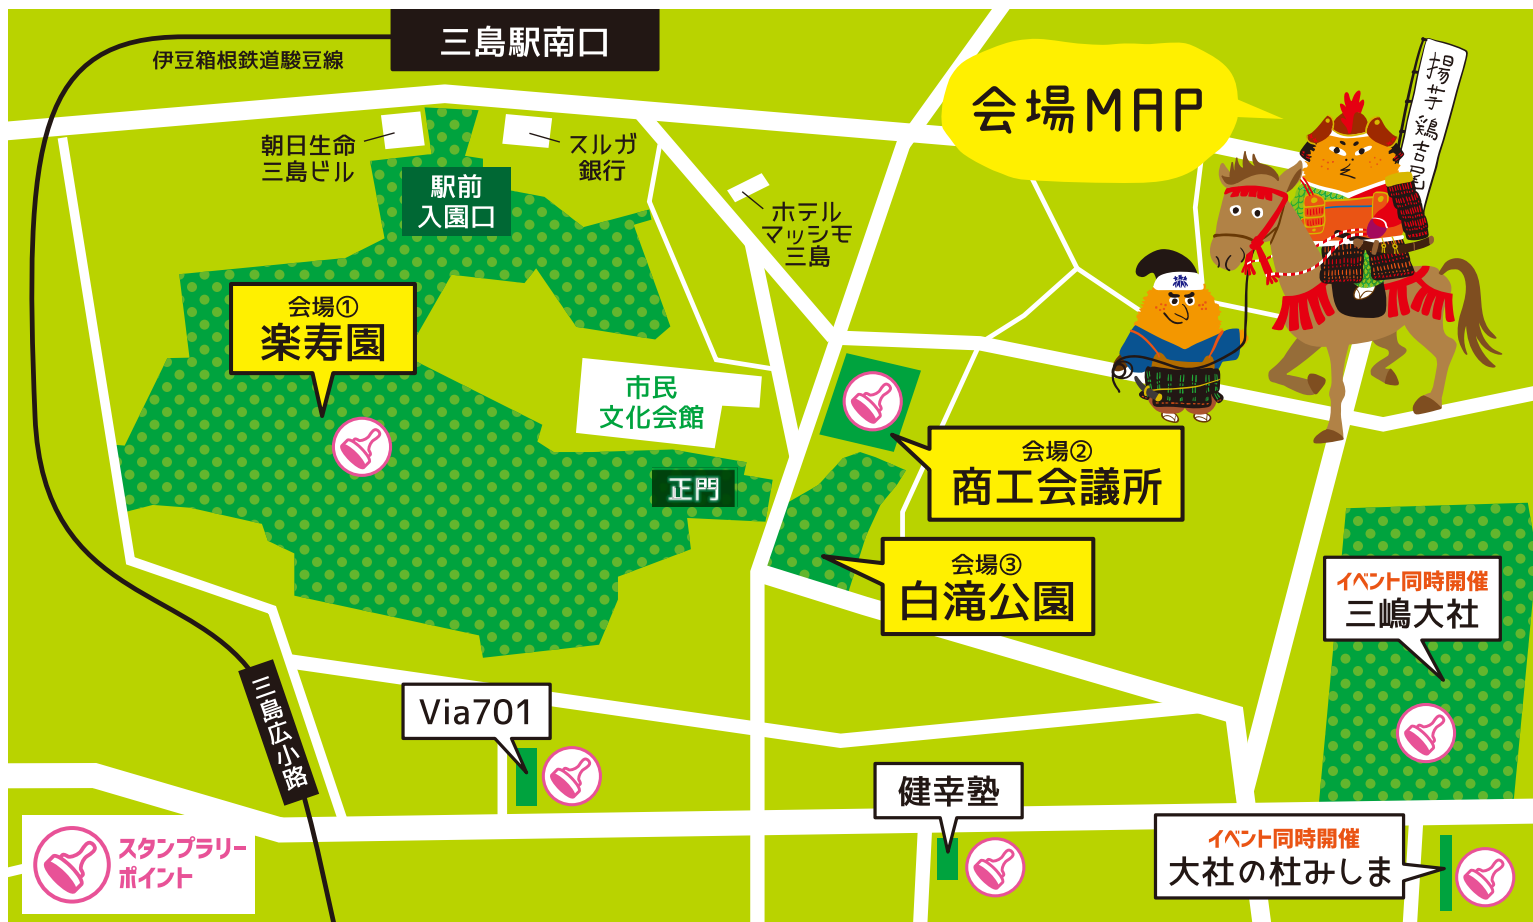 三島駅南口
伊豆箱根鉄道駿豆線
会場MAP
揚芋鶏吉尾
朝日生命
三島ビル
スルガ
銀行
駅前
入園口
ホテル
マッシモ
三島
会場①
楽寿園
市民
文化会館
正門
会場②
商工会議所
会場③
白滝公園
イベント同時開催
三嶋大社
三島広小路
Via701
健幸塾
イベント同時開催
大社の杜みしま
スタンプラリー
ポイント